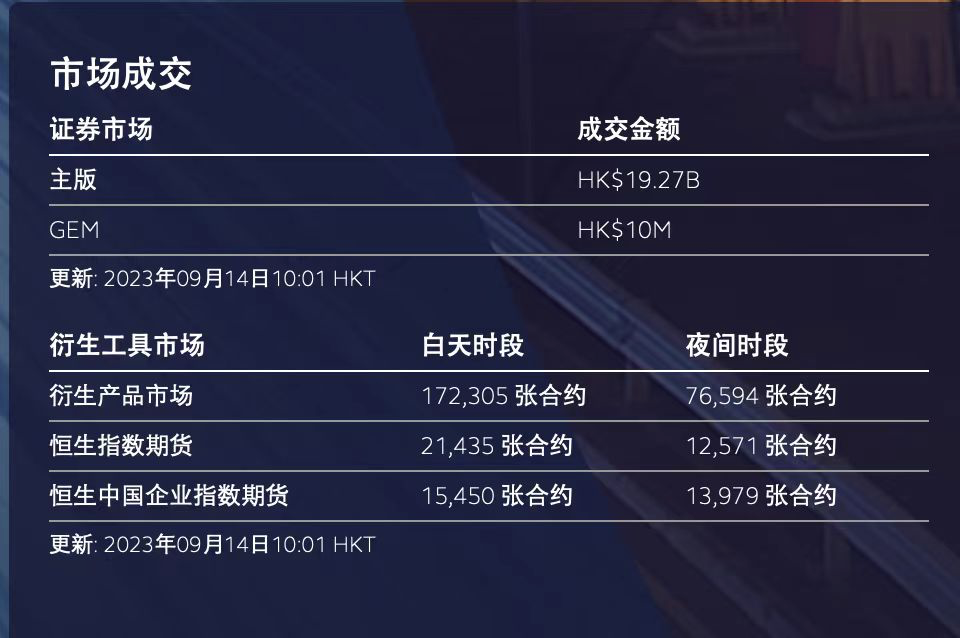 市场成交
证券市场 成交金额
主版 HK$19.27B
GEM HK$10M
更新: 2023年09月14日10:01 HKT
衍生工具市场 白天时段 夜间时段
衍生产品市场 172,305 张合约 76,594 张合约
恒生指数期货 21,435 张合约 12,571 张合约
恒生中国企业指数期货 15,450 张合约 13,979 张合约
更新: 2023年09月14日10:01 HKT